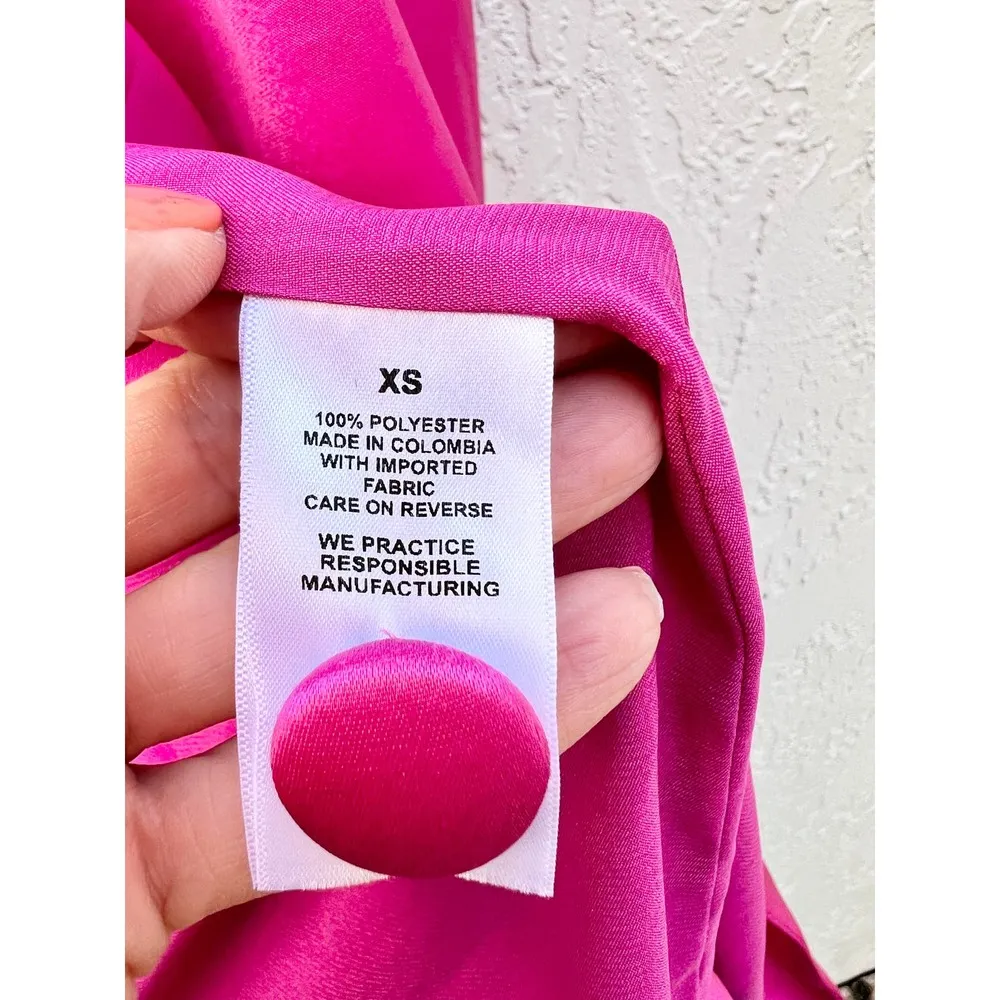 XS
100% POLYESTER
MADE IN COLOMBIA
WITH IMPORTED
FABRIC
CARE ON REVERSE
WE PRACTICE
RESPONSIBLE
MANUFACTURING